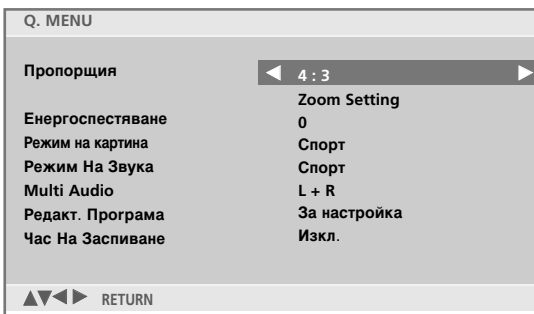 Q. MENU
Пропорщия 4 : 3
Zoom Setting
Енергоспестяване 0
Режим на картина Спорт
Режим На Звука Спорт
Multi Audio L + R
Редакт. Програма За настройка
Час На Заспиване Изкл.
RETURN